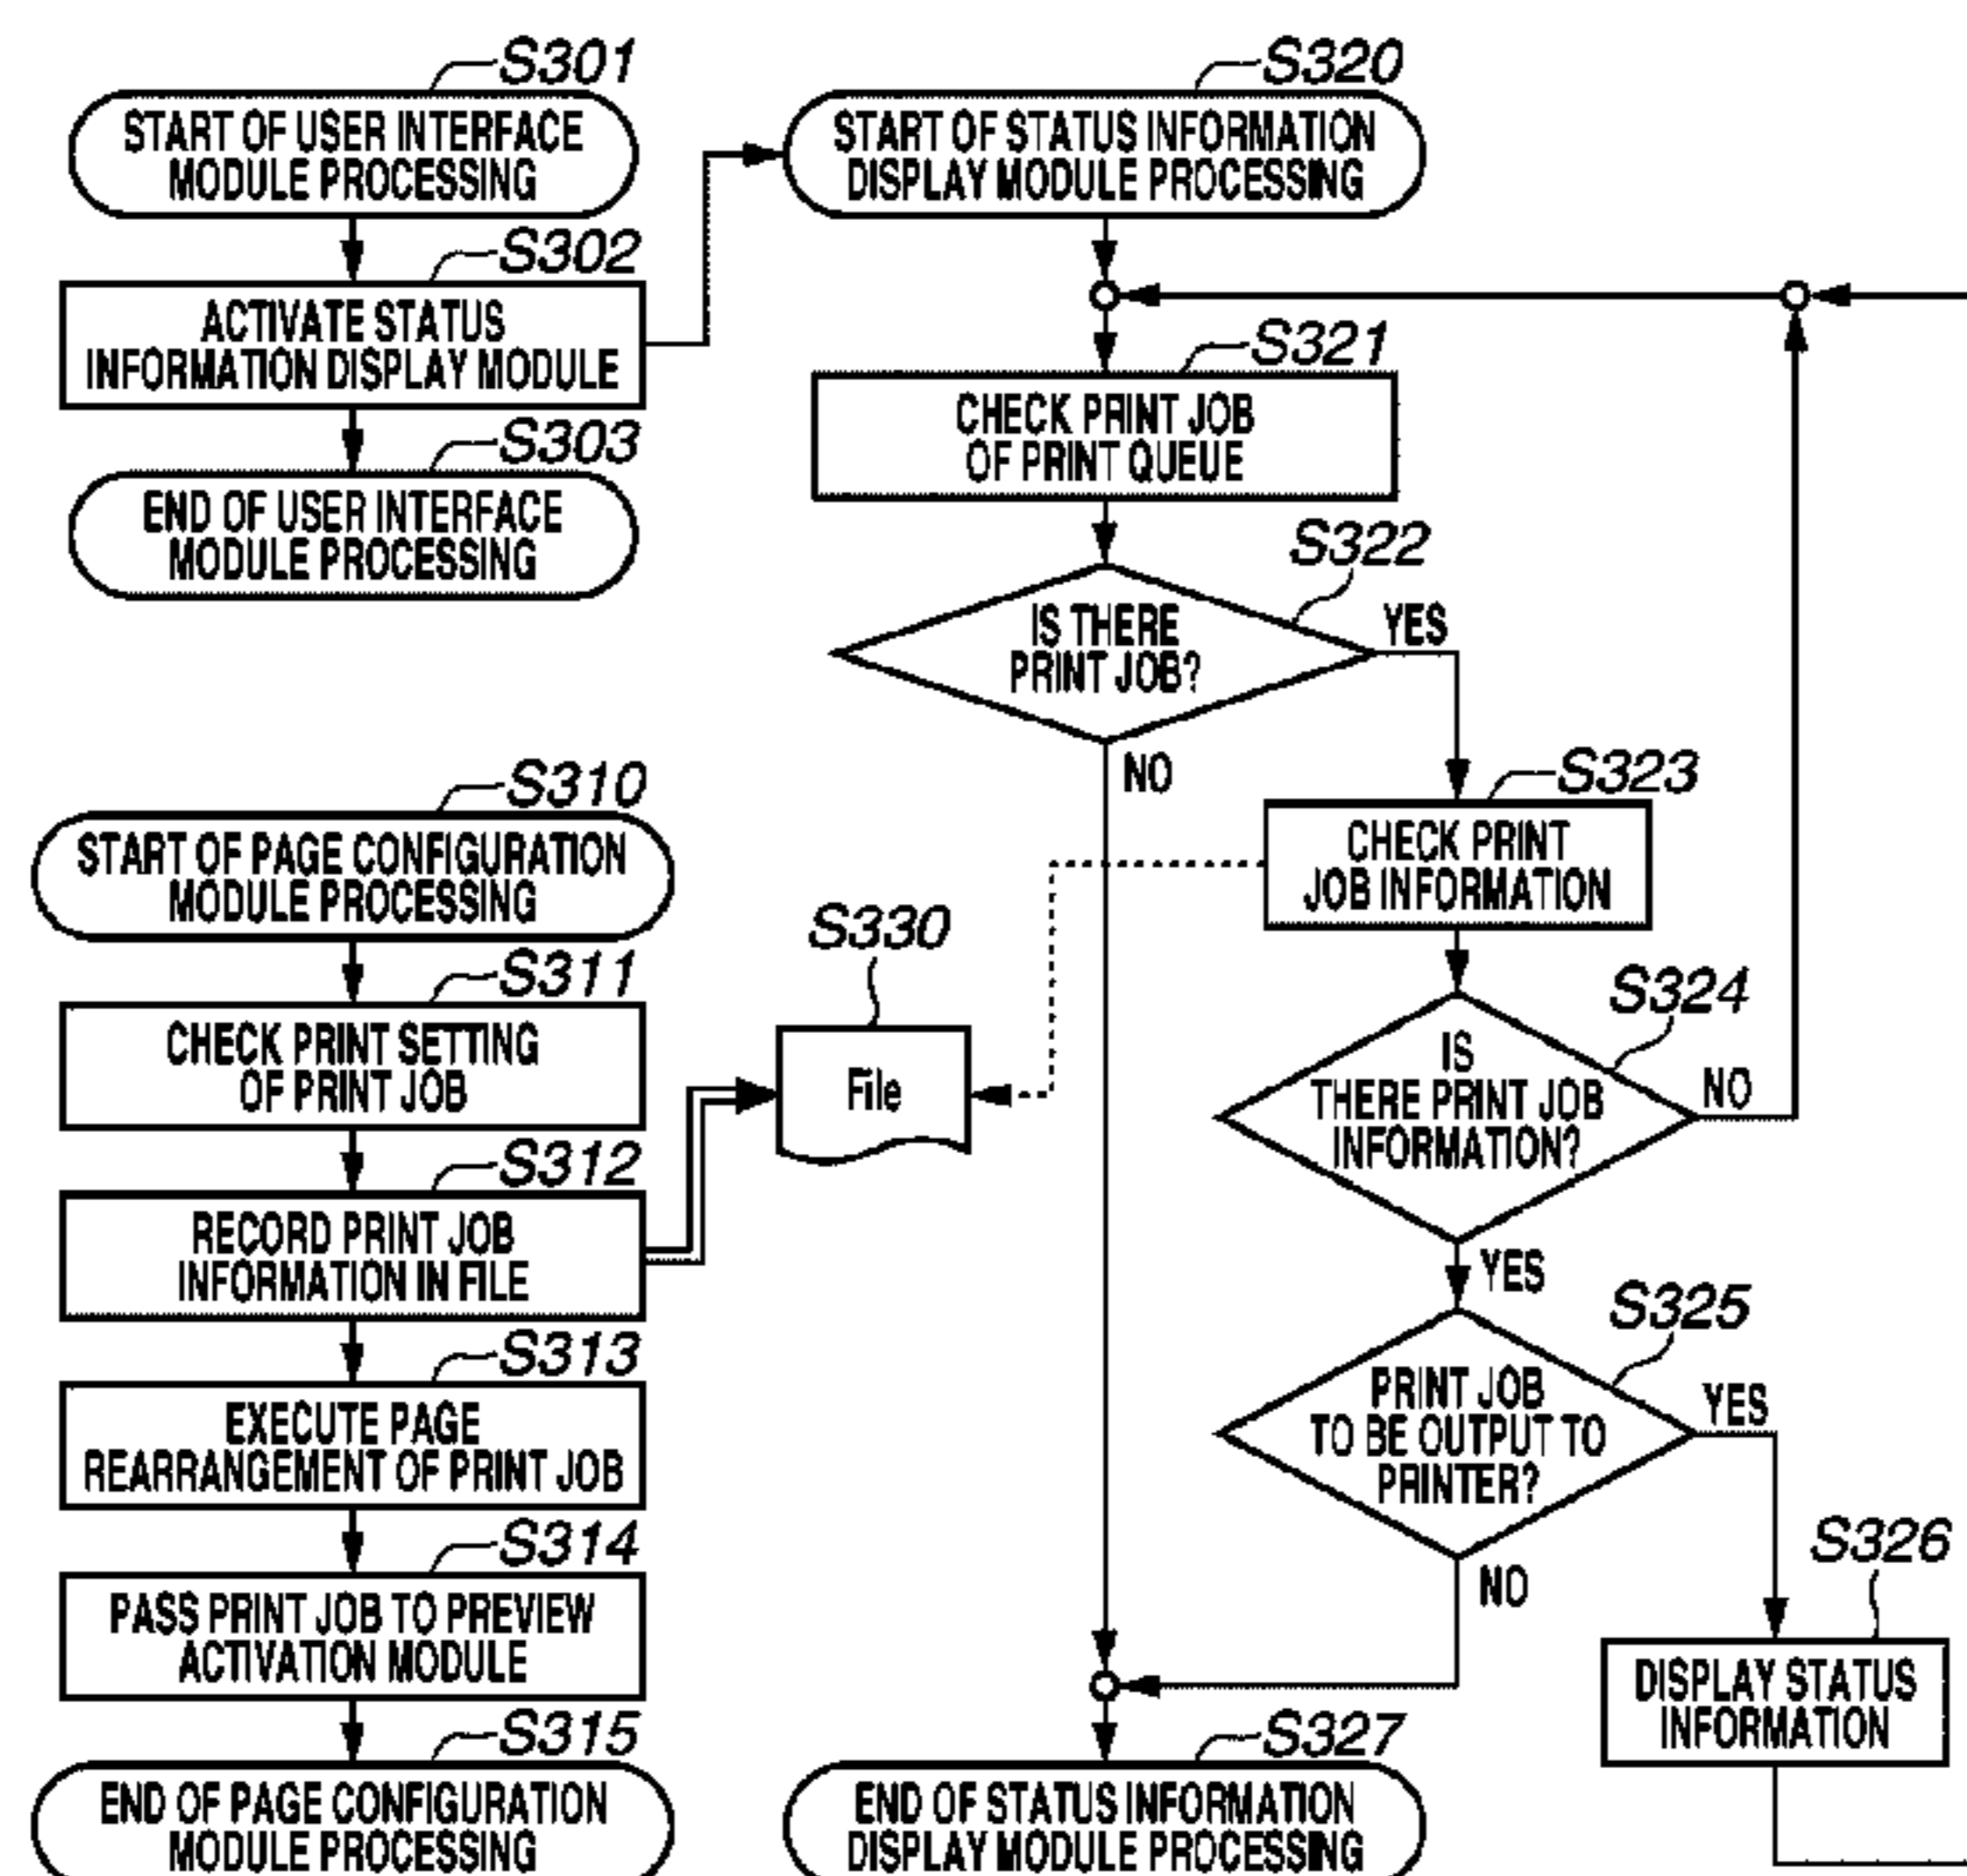 S301
START OF USER INTERFACE
MODULE PROCESSING
S302
ACTIVATE STATUS
INFORMATION DISPLAY MODULE
S303
END OF USER INTERFACE
MODULE PROCESSING
S310
START OF PAGE CONFIGURATION
MODULE PROCESSING
S311
CHECK PRINT SETTING
OF PRINT JOB
S312
RECORD PRINT JOB
INFORMATION IN FILE
S313
EXECUTE PAGE
REARRANGEMENT OF PRINT JOB
S314
PASS PRINT JOB TO PREVIEW
ACTIVATION MODULE
S315
END OF PAGE CONFIGURATION
MODULE PROCESSING
S330
File
S320
START OF STATUS INFORMATION
DISPLAY MODULE PROCESSING
S321
CHECK PRINT JOB
OF PRINT QUEUE
S322
IS THERE
PRINT JOB?
YES
NO
S323
CHECK PRINT
JOB INFORMATION
S324
IS
THERE PRINT JOB
INFORMATION?
NO
YES
S325
PRINT JOB
TO BE OUTPUT TO
PRINTER?
YES
NO
S326
DISPLAY STATUS
INFORMATION
S327
END OF STATUS INFORMATION
DISPLAY MODULE PROCESSING